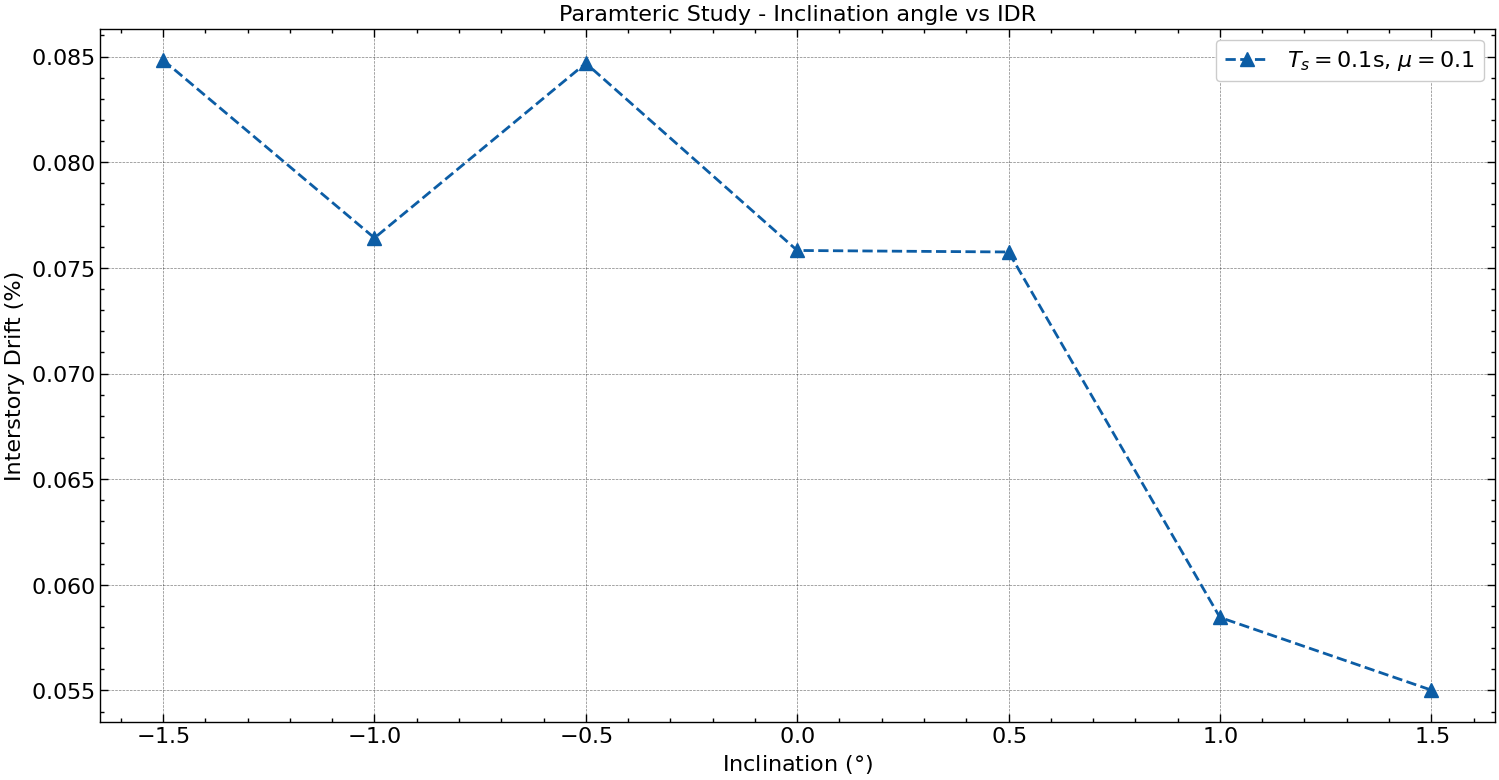 Paramteric Study - Inclination angle vs IDR
T_s = 0.1s, μ = 0.1
Interstory Drift (%)
0.085
0.080
0.075
0.070
0.065
0.060
0.055
−1.5 −1.0 −0.5 0.0 0.5 1.0 1.5
Inclination (°)